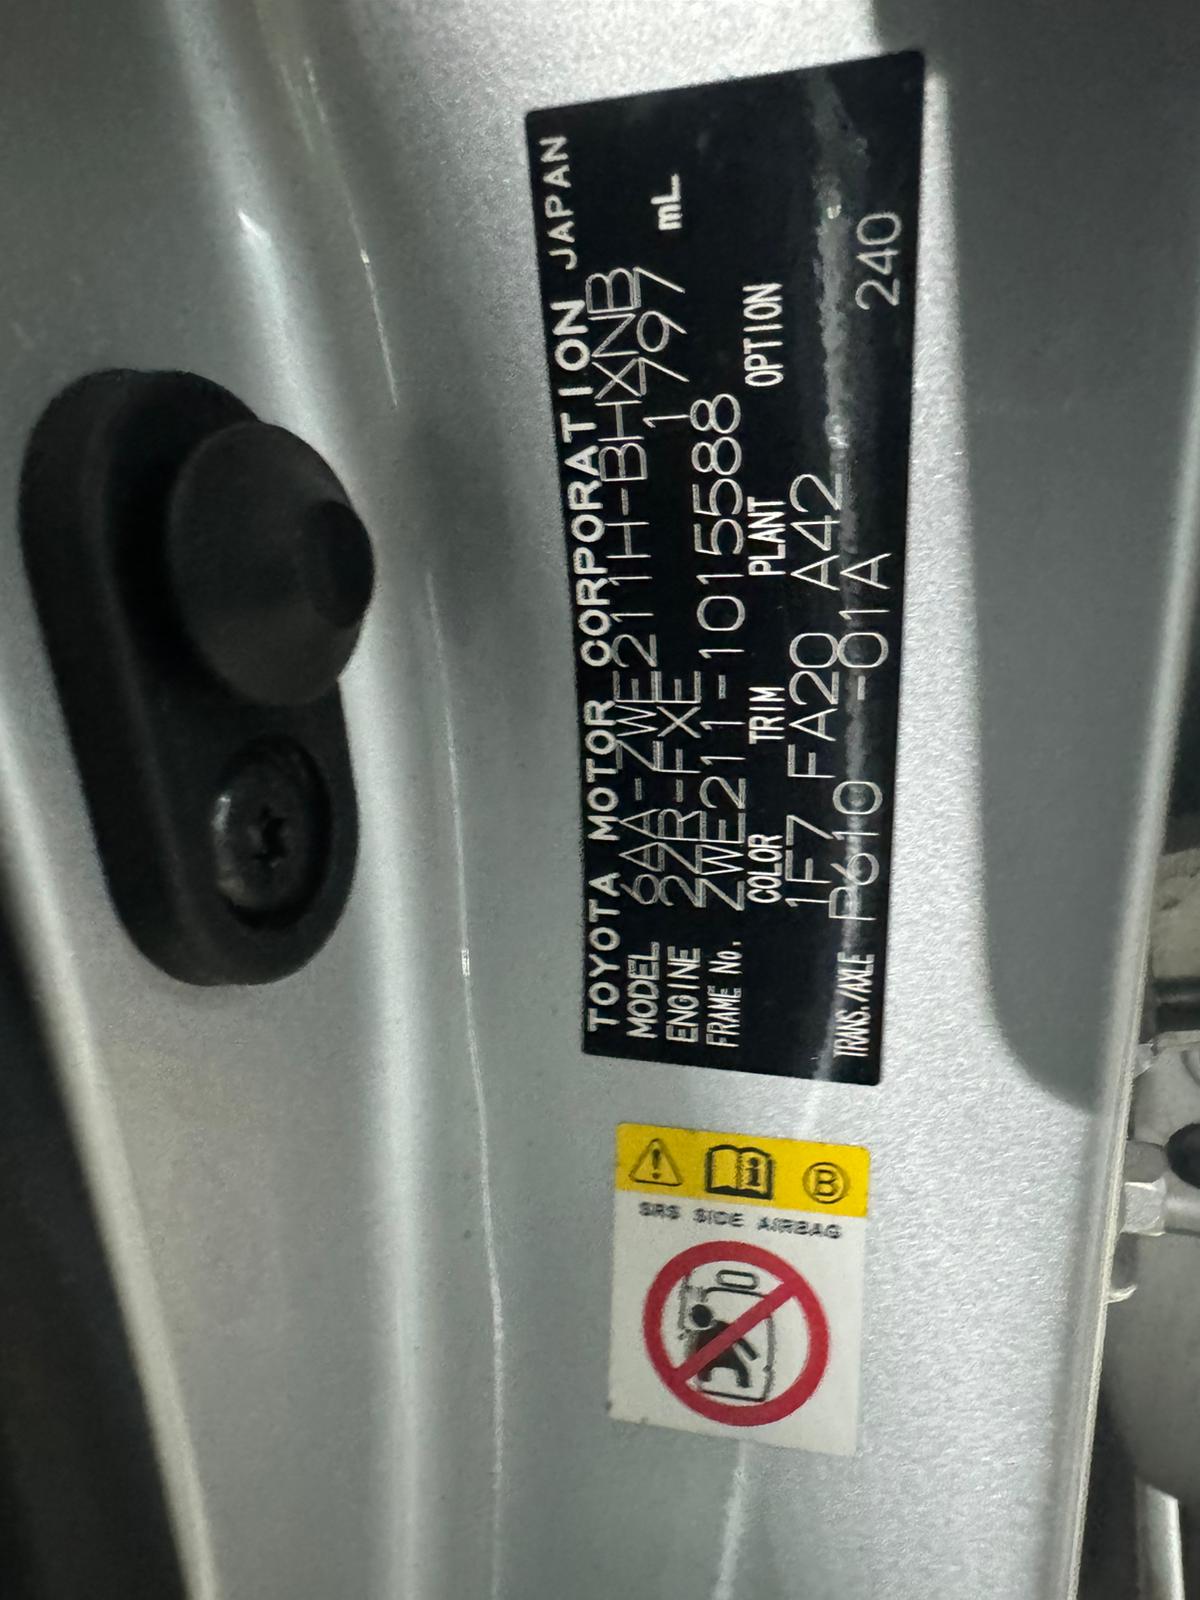 TOYOTA MOTOR CORPORATION JAPAN
MODEL 6AA-ZWE211H-BHXNB
ENGINE 2ZR-FXE 1797 mL
FRAME No. ZWE211-1015588
COLOR TRIM PLANT OPTION
1F7 FA20 A42
TRANS./AXLE P610 -01A 240
B
SRS SIDE AIRBAG